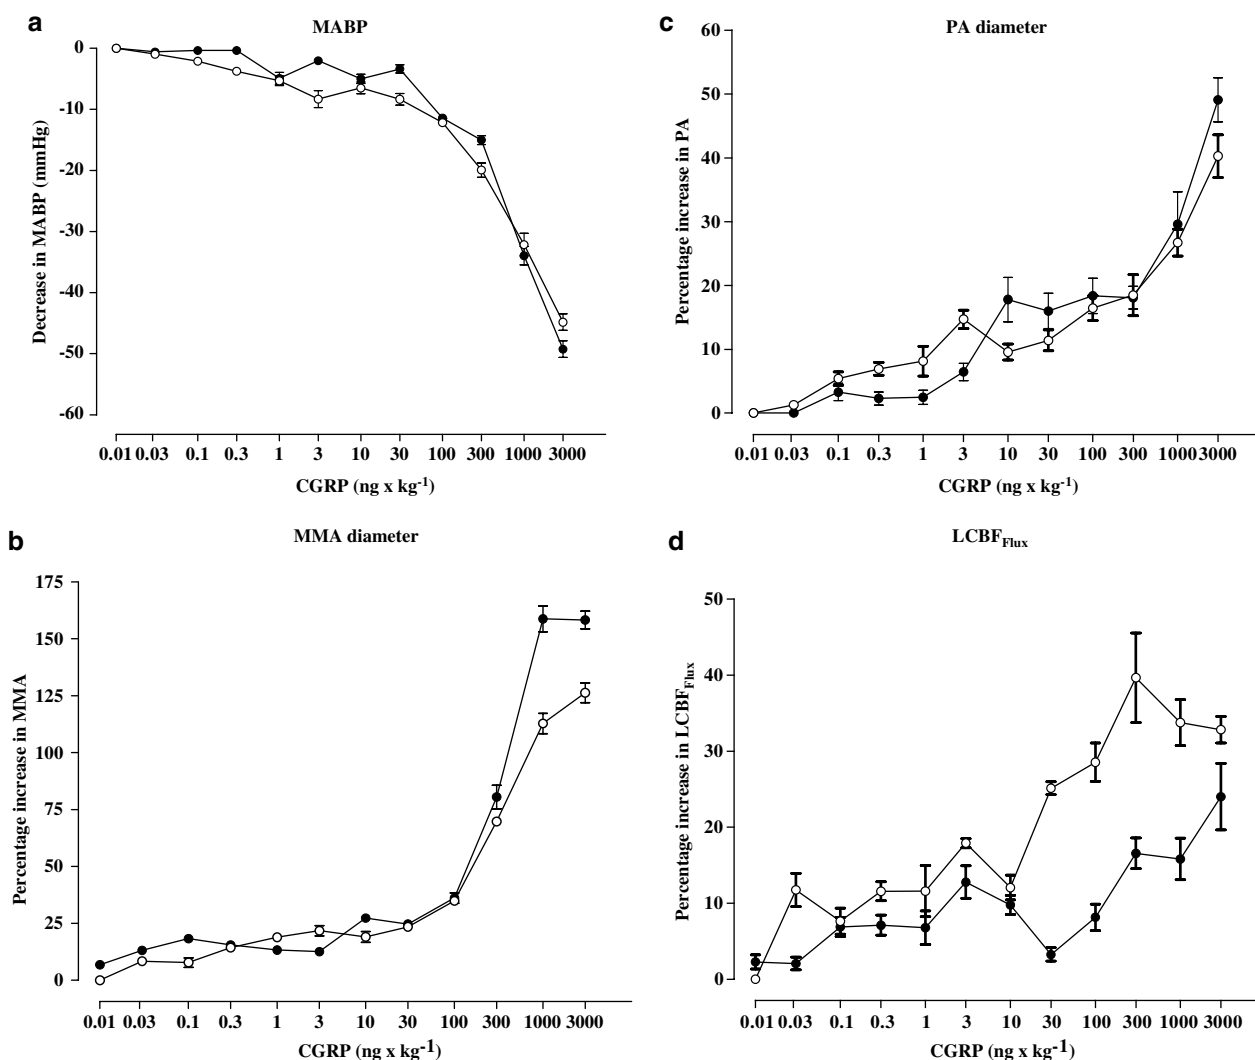 a
MABP
0
-10
-20
-30
-40
-50
-60
Decrease in MABP (mmHg)
0.01 0.03 0.1 0.3 1 3 10 30 100 300 1000 3000
CGRP (ng x kg⁻¹)
b
MMA diameter
175
150
125
100
75
50
25
0
Percentage increase in MMA
0.01 0.03 0.1 0.3 1 3 10 30 100 300 1000 3000
CGRP (ng x kg⁻¹)
c
PA diameter
60
50
40
30
20
10
0
Percentage increase in PA
0.01 0.03 0.1 0.3 1 3 10 30 100 300 1000 3000
CGRP (ng x kg⁻¹)
d
LCBF_Flux
50
40
30
20
10
0
Percentage increase in LCBF_Flux
0.01 0.03 0.1 0.3 1 3 10 30 100 300 1000 3000
CGRP (ng x kg⁻¹)